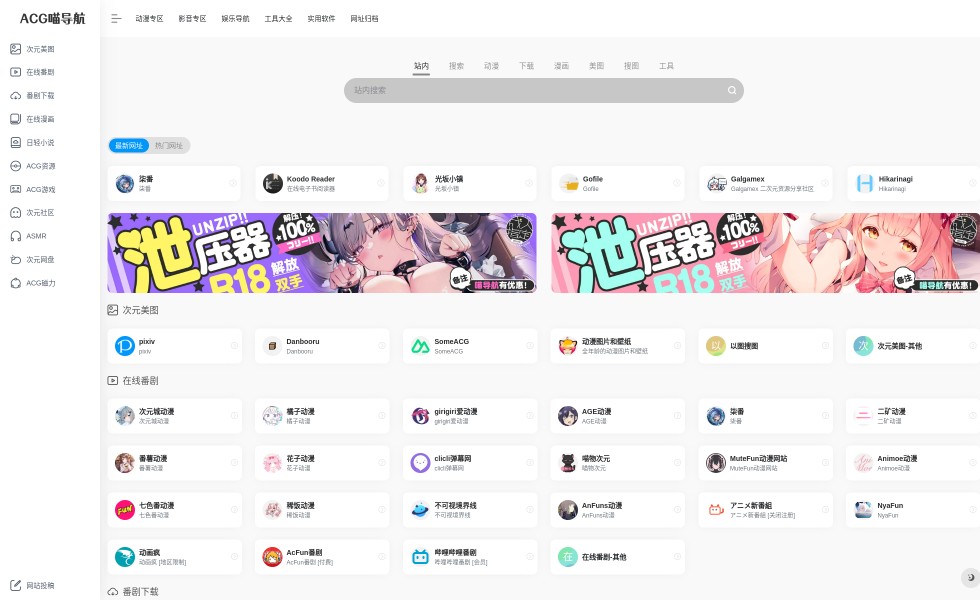 ACG喵导航
动漫专区 影音专区 娱乐导航 工具大全 实用软件 网址归档
次元美图
在线番剧
番剧下载
在线漫画
日轻小说
ACG资源
ACG游戏
次元社区
ASMR
次元网盘
ACG磁力
网站投稿
站内 搜索 动漫 下载 漫画 美图 搜图 工具
站内搜索
最新网址 热门网址
柒番
柒番
Koodo Reader
在线电子书阅读器
光坂小镇
光坂小镇
Gofile
Gofile
Galgamex
Galgamex 二次元资源分享社区
Hikarinagi
Hikarinagi
UNZIP!!
泄压器
解压!
+100%
フリー!!
R18
解放
双手
备注
喵导航有优惠!
UNZIP!!
泄压器
解压!
+100%
フリー!!
R18
解放
双手
备注
喵导航有优惠!
次元美图
pixiv
pixiv
Danbooru
Danbooru
SomeACG
SomeACG
动漫图片和壁纸
全年龄的动漫图片和壁纸
以
以图搜图
次
次元美图-其他
在线番剧
次元城动漫
次元城动漫
橘子动漫
橘子动漫
girigiri爱动漫
girigiri爱动漫
AGE动漫
AGE动漫
柒番
柒番
二矿动漫
二矿动漫
番薯动漫
番薯动漫
花子动漫
花子动漫
clicli弹幕网
clicli弹幕网
喵物次元
喵物次元
MuteFun动漫网站
MuteFun动漫网站
Animoe动漫
Animoe动漫
FUN
七色番动漫
七色番动漫
稀饭动漫
稀饭动漫
不可视境界线
不可视境界线
AnFuns动漫
AnFuns动漫
アニメ新番組
アニメ新番組 [关闭注册]
NyaFun
NyaFun
动画疯
动画疯 [地区限制]
AcFun番剧
AcFun番剧 [付费]
哔哩哔哩番剧
哔哩哔哩番剧 [会员]
在
在线番剧-其他
番剧下载